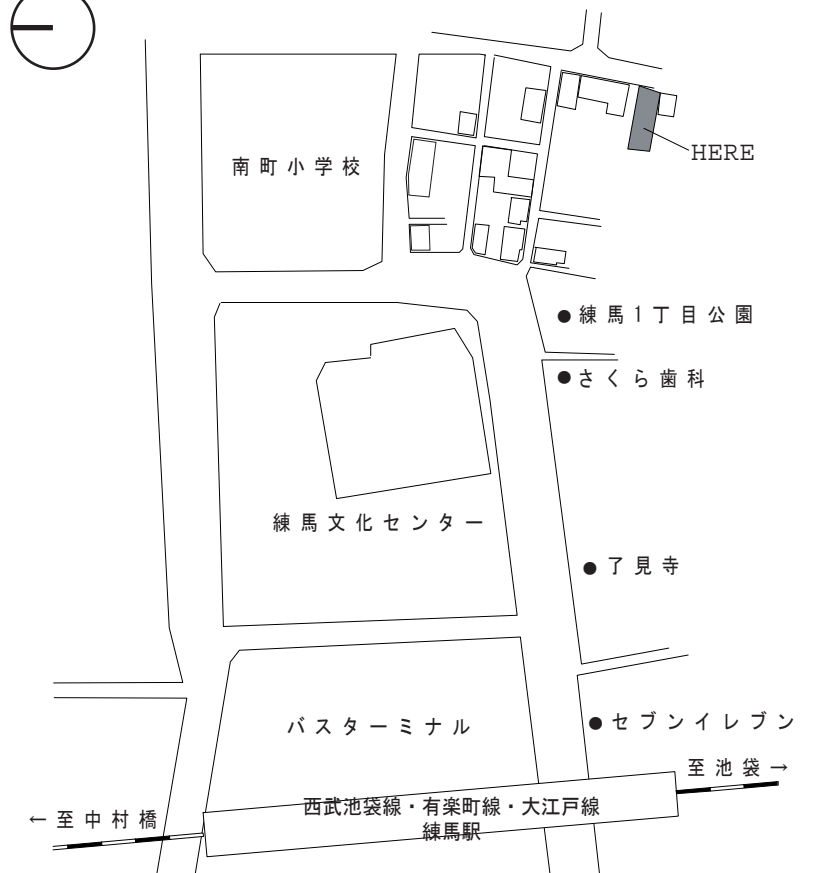 南町小学校
HERE
練馬1丁目公園
さくら歯科
練馬文化センター
了見寺
バスターミナル
セブンイレブン
至池袋→
←至中村橋
西武池袋線・有楽町線・大江戸線
練馬駅